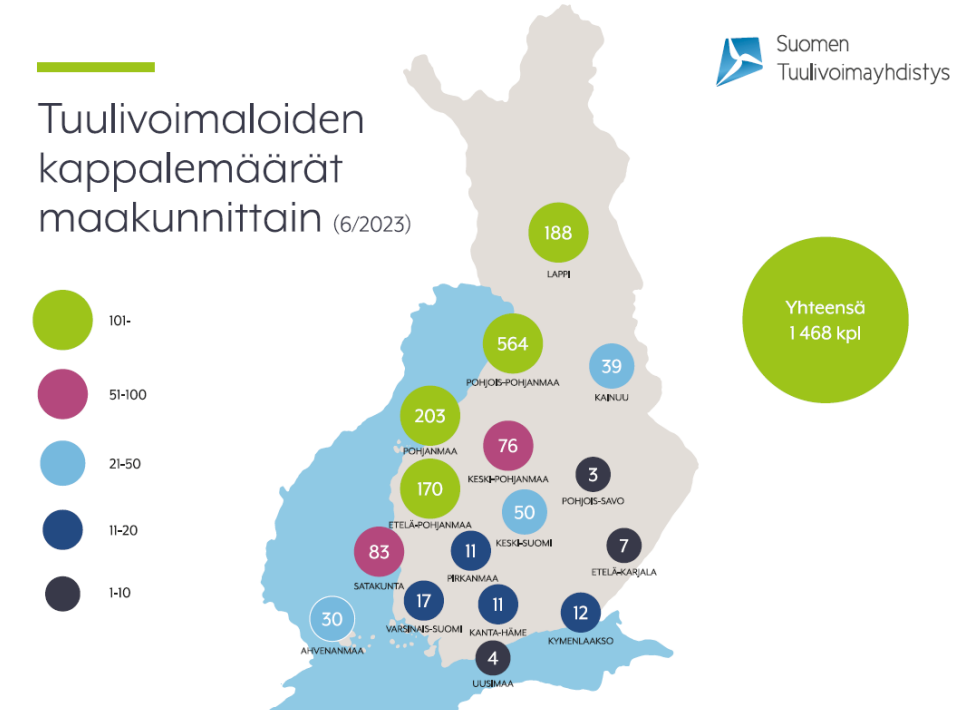 Suomen
Tuulivoimayhdistys
Tuulivoimaloiden
kappalemäärät
maakunnittain (6/2023)
101-
51-100
21-50
11-20
1-10
188
LAPPI
564
POHJOIS-POHJANMAA
39
KAINUU
203
POHJANMAA
76
KESKI-POHJANMAA
3
POHJOIS-SAVO
170
ETELÄ-POHJANMAA
50
KESKI-SUOMI
83
SATAKUNTA
11
PIRKANMAA
7
ETELÄ-KARJALA
30
AHVENANMAA
17
VARSINAIS-SUOMI
11
KANTA-HÄME
12
KYMENLAAKSO
4
UUSIMAA
Yhteensä
1 468 kpl